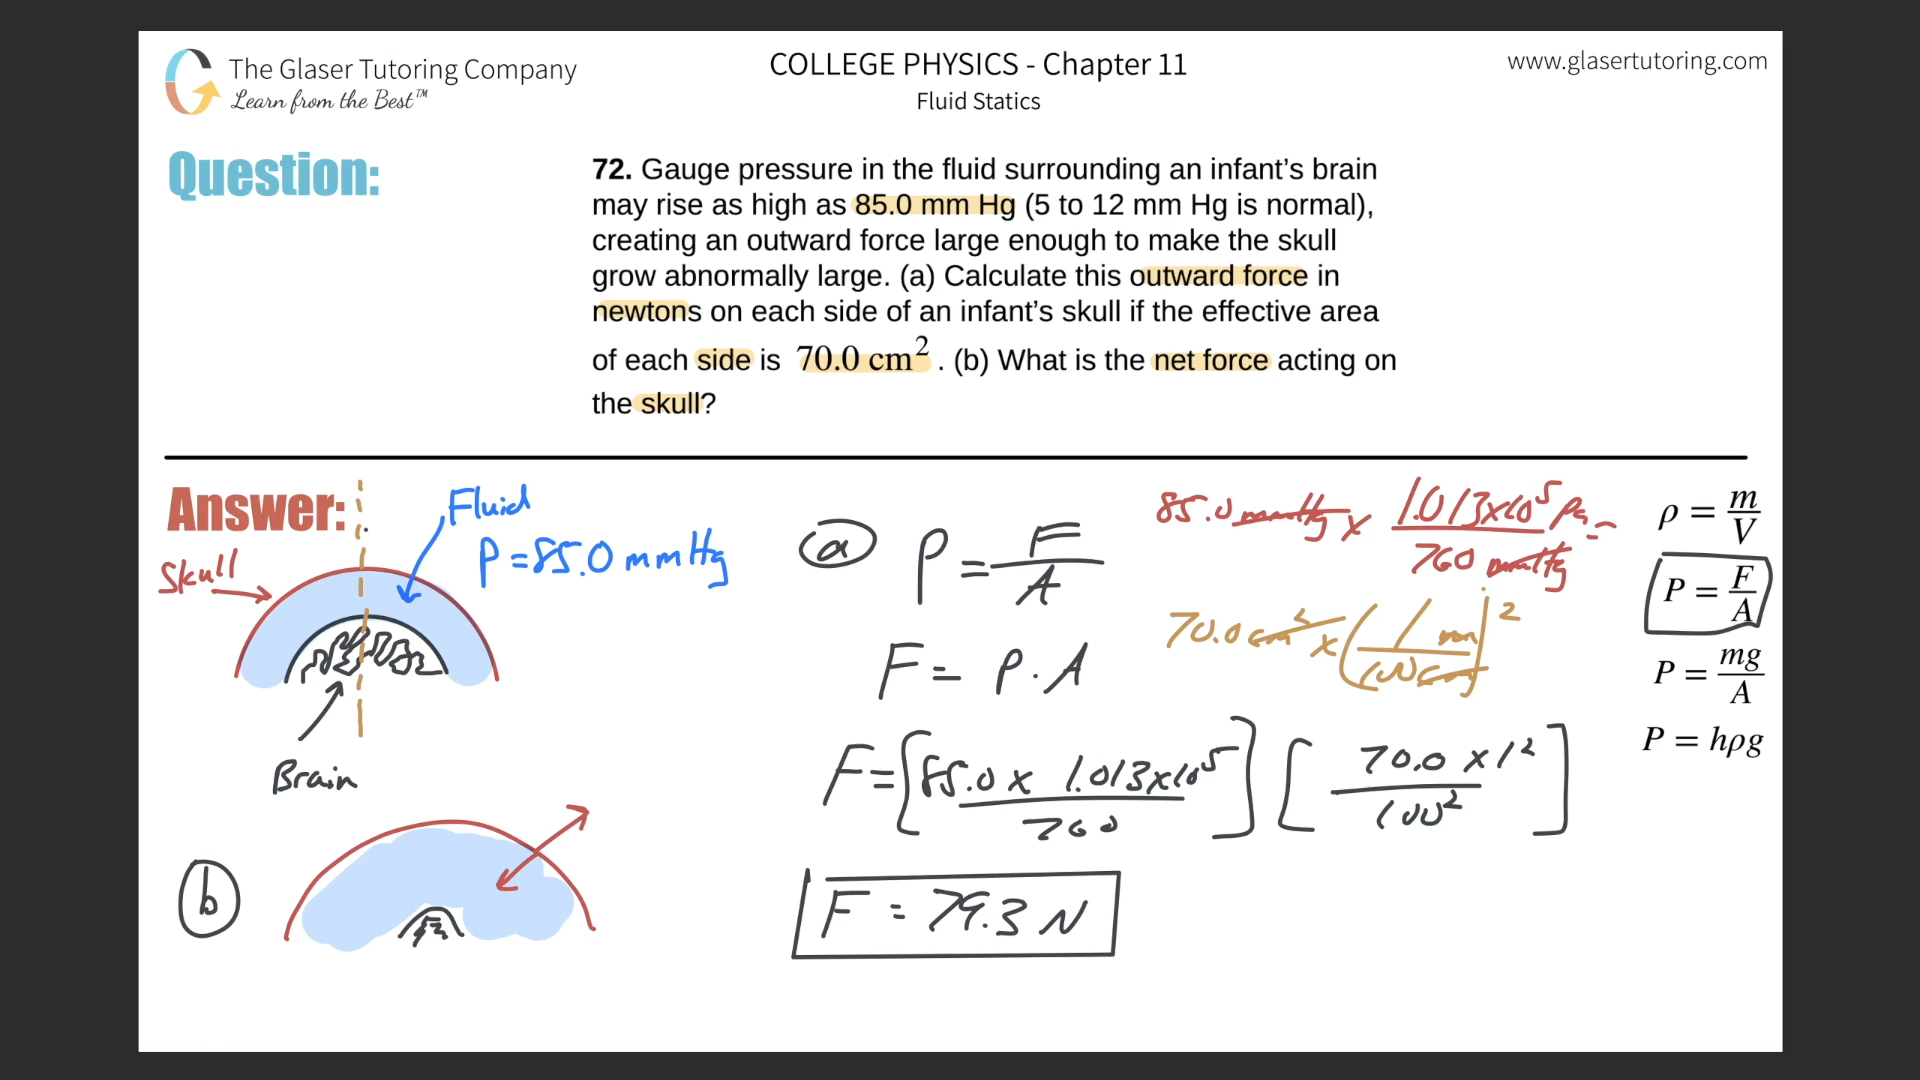 The Glaser Tutoring Company
Learn from the Best™
COLLEGE PHYSICS - Chapter 11
Fluid Statics
www.glasertutoring.com
Question:
72. Gauge pressure in the fluid surrounding an infant’s brain
may rise as high as 85.0 mm Hg (5 to 12 mm Hg is normal),
creating an outward force large enough to make the skull
grow abnormally large. (a) Calculate this outward force in
newtons on each side of an infant’s skull if the effective area
of each side is 70.0 cm² . (b) What is the net force acting on
the skull?
Answer:
Skull
Fluid
P = 85.0 mmHg
Brain
b
a
P = F/A
F = P · A
85.0 mmHg x 1.013x10⁵ Pa / 760 mmHg =
70.0 cm² x (1 m / 100 cm)²
F = [85.0 x 1.013x10⁵ / 760] [70.0 x 1² / 100²]
F = 79.3 N
ρ = m/V
P = F/A
P = mg/A
P = hρg